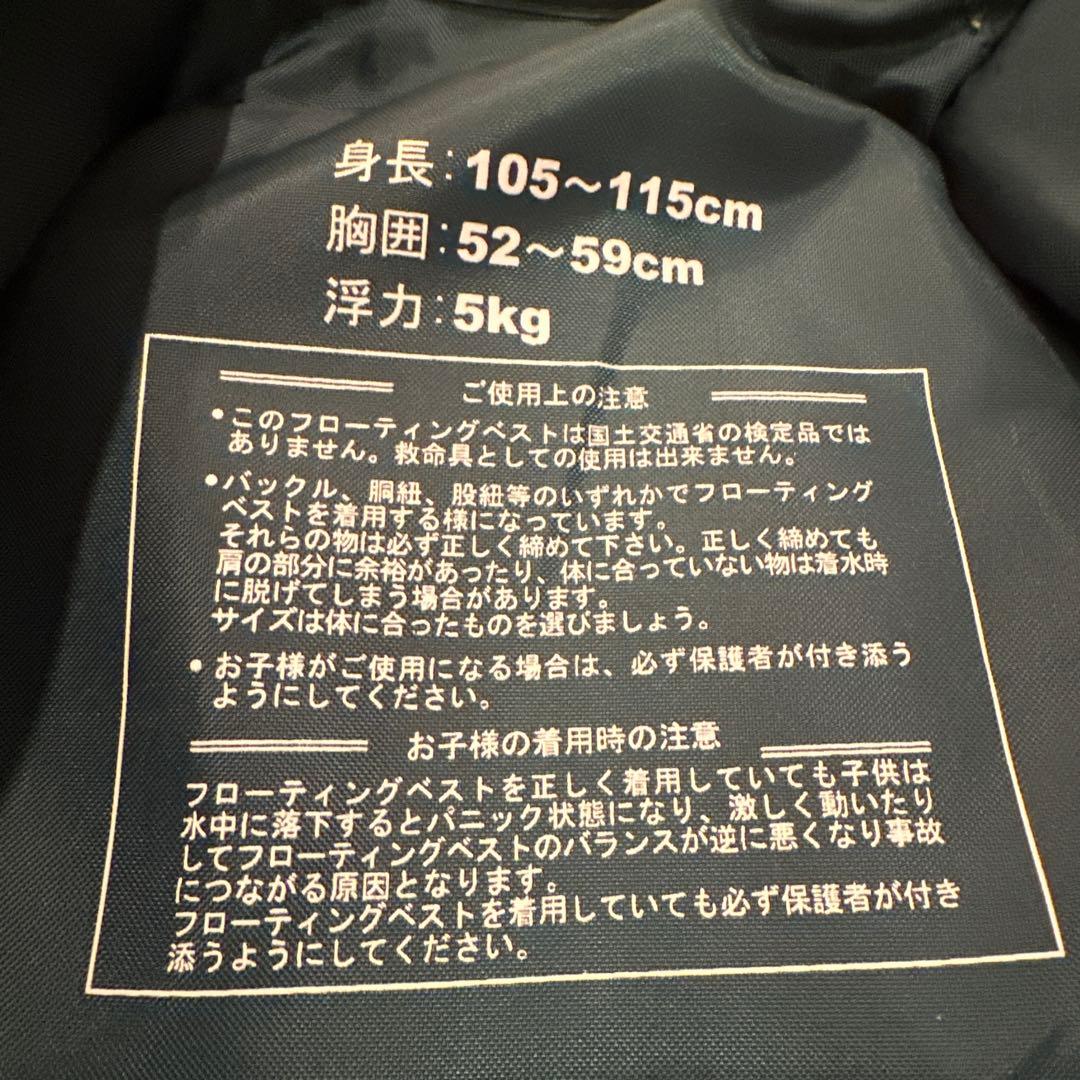 身長:105〜115cm
胸囲:52〜59cm
浮力:5kg
ご使用上の注意
●このフローティングベストは国土交通省の検定品では
ありません。救命具としての使用は出来ません。
●バックル、胴紐、股紐等のいずれかでフローティング
ベストを着用する様になっています。
それらの物は必ず正しく締めて下さい。正しく締めても
肩の部分に余裕があったり、体に合っていない物は着水時
に脱げてしまう場合があります。
サイズは体に合ったものを選びましょう。
●お子様がご使用になる場合は、必ず保護者が付き添う
ようにしてください。
お子様の着用時の注意
フローティングベストを正しく着用していても子供は
水中に落下するとパニック状態になり、激しく動いたり
してフローティングベストのバランスが逆に悪くなり事故
につながる原因となります。
フローティングベストを着用していても必ず保護者が付き
添うようにしてください。